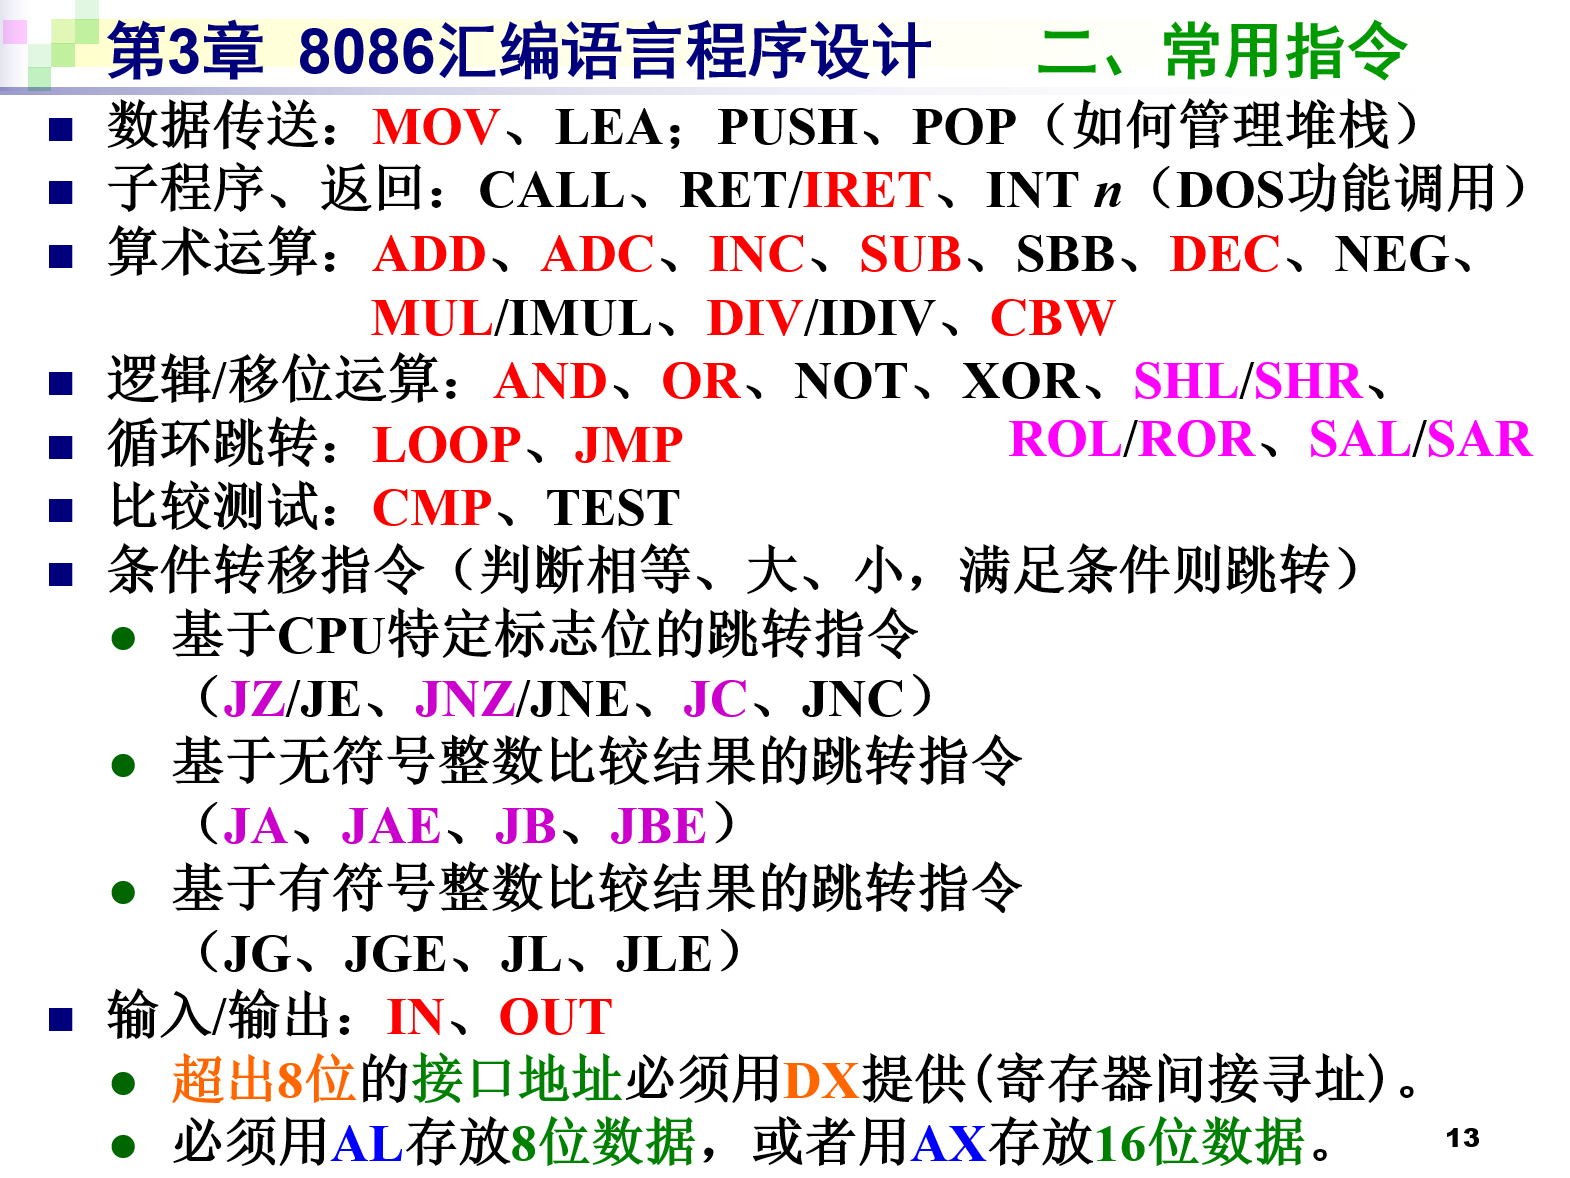 第3章 8086汇编语言程序设计 二、常用指令
数据传送：MOV、LEA；PUSH、POP（如何管理堆栈）
子程序、返回：CALL、RET/IRET、INT n（DOS功能调用）
算术运算：ADD、ADC、INC、SUB、SBB、DEC、NEG、
MUL/IMUL、DIV/IDIV、CBW
逻辑/移位运算：AND、OR、NOT、XOR、SHL/SHR、
ROL/ROR、SAL/SAR
循环跳转：LOOP、JMP
比较测试：CMP、TEST
条件转移指令（判断相等、大、小，满足条件则跳转）
基于CPU特定标志位的跳转指令
（JZ/JE、JNZ/JNE、JC、JNC）
基于无符号整数比较结果的跳转指令
（JA、JAE、JB、JBE）
基于有符号整数比较结果的跳转指令
（JG、JGE、JL、JLE）
输入/输出：IN、OUT
超出8位的接口地址必须用DX提供(寄存器间接寻址)。
必须用AL存放8位数据，或者用AX存放16位数据。
13